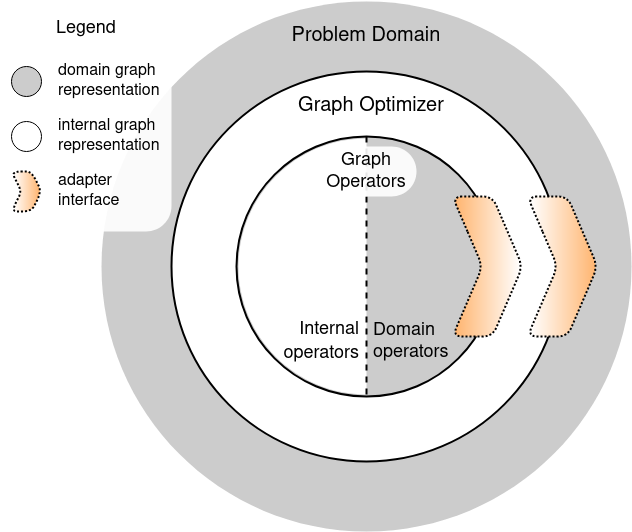 Legend
domain graph
representation
internal graph
representation
adapter
interface
Problem Domain
Graph Optimizer
Graph
Operators
Internal
operators
Domain
operators